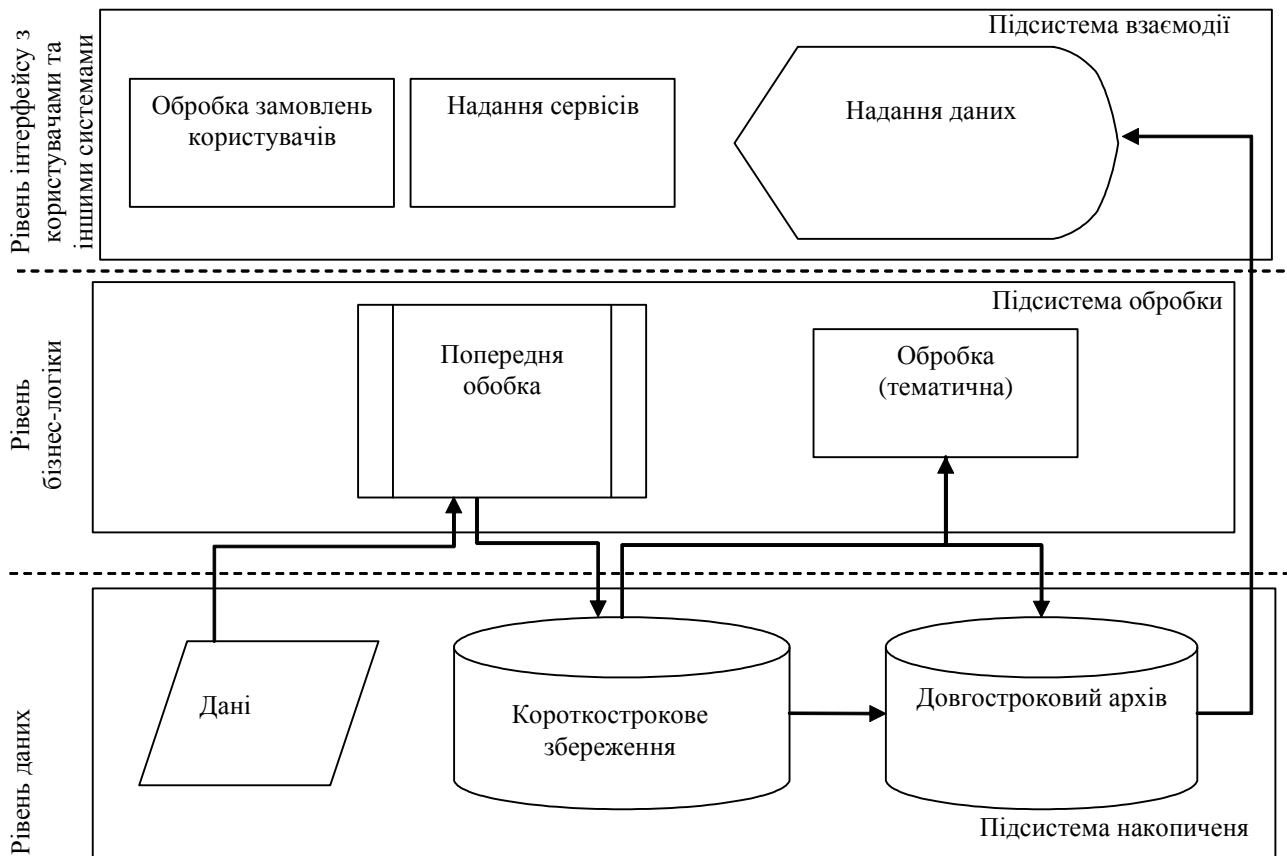 Рівень інтерфейсу з
користувачами та
іншими системами
Підсистема взаємодії
Обробка замовлень
користувачів
Надання сервісів
Надання даних
Рівень
бізнес-логіки
Підсистема обробки
Попередня
обобка
Обробка
(тематична)
Рівень даних
Дані
Короткострокове
збереження
Довгостроковий архів
Підсистема накопиченя